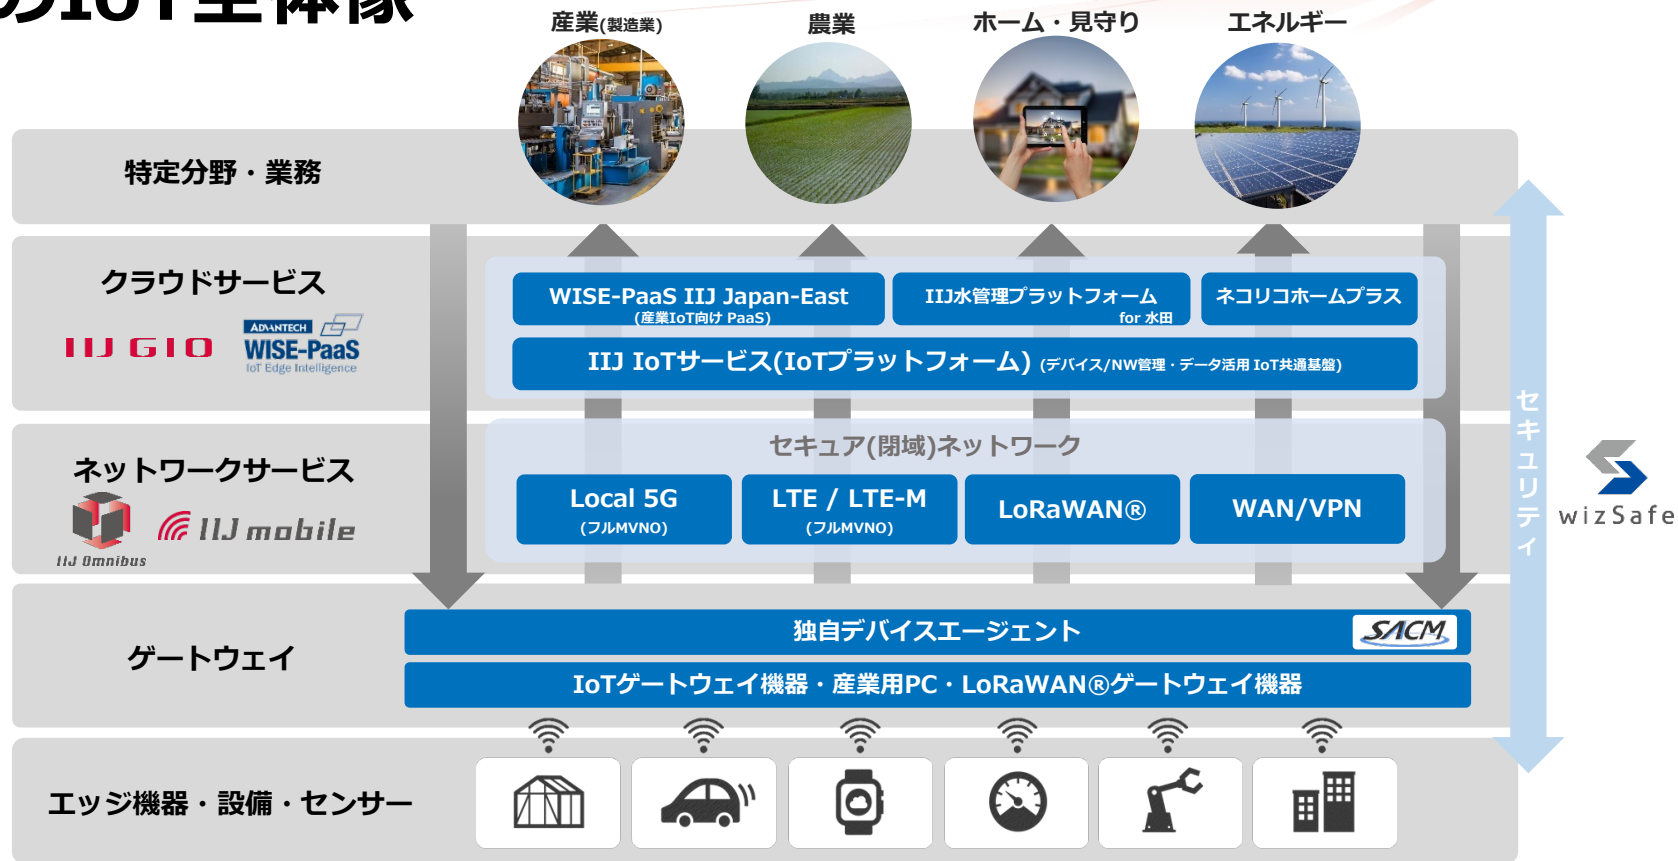 のIoT全体像
産業(製造業)
農業
ホーム・見守り
エネルギー
特定分野・業務
クラウドサービス
IIJ GIO
ADVANTECH
WISE-PaaS
IoT Edge Intelligence
WISE-PaaS IIJ Japan-East
(産業IoT向け PaaS)
IIJ水管理プラットフォーム
for 水田
ネコリコホームプラス
IIJ IoTサービス(IoTプラットフォーム) (デバイス/NW管理・データ活用 IoT共通基盤)
セキュリティ
wizSafe
ネットワークサービス
IIJ Omnibus
IIJ mobile
セキュア(閉域)ネットワーク
Local 5G
(フルMVNO)
LTE / LTE-M
(フルMVNO)
LoRaWAN®
WAN/VPN
ゲートウェイ
独自デバイスエージェント
SACM
IoTゲートウェイ機器・産業用PC・LoRaWAN®ゲートウェイ機器
エッジ機器・設備・センサー